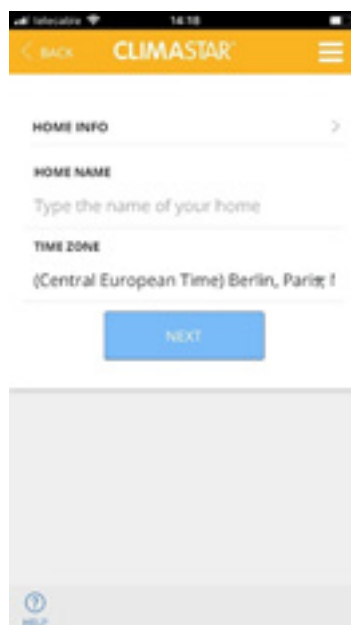 telecable 14:18
BACK CLIMASTAR
HOME INFO
HOME NAME
Type the name of your home
TIME ZONE
(Central European Time) Berlin, Paris,
NEXT
HELP